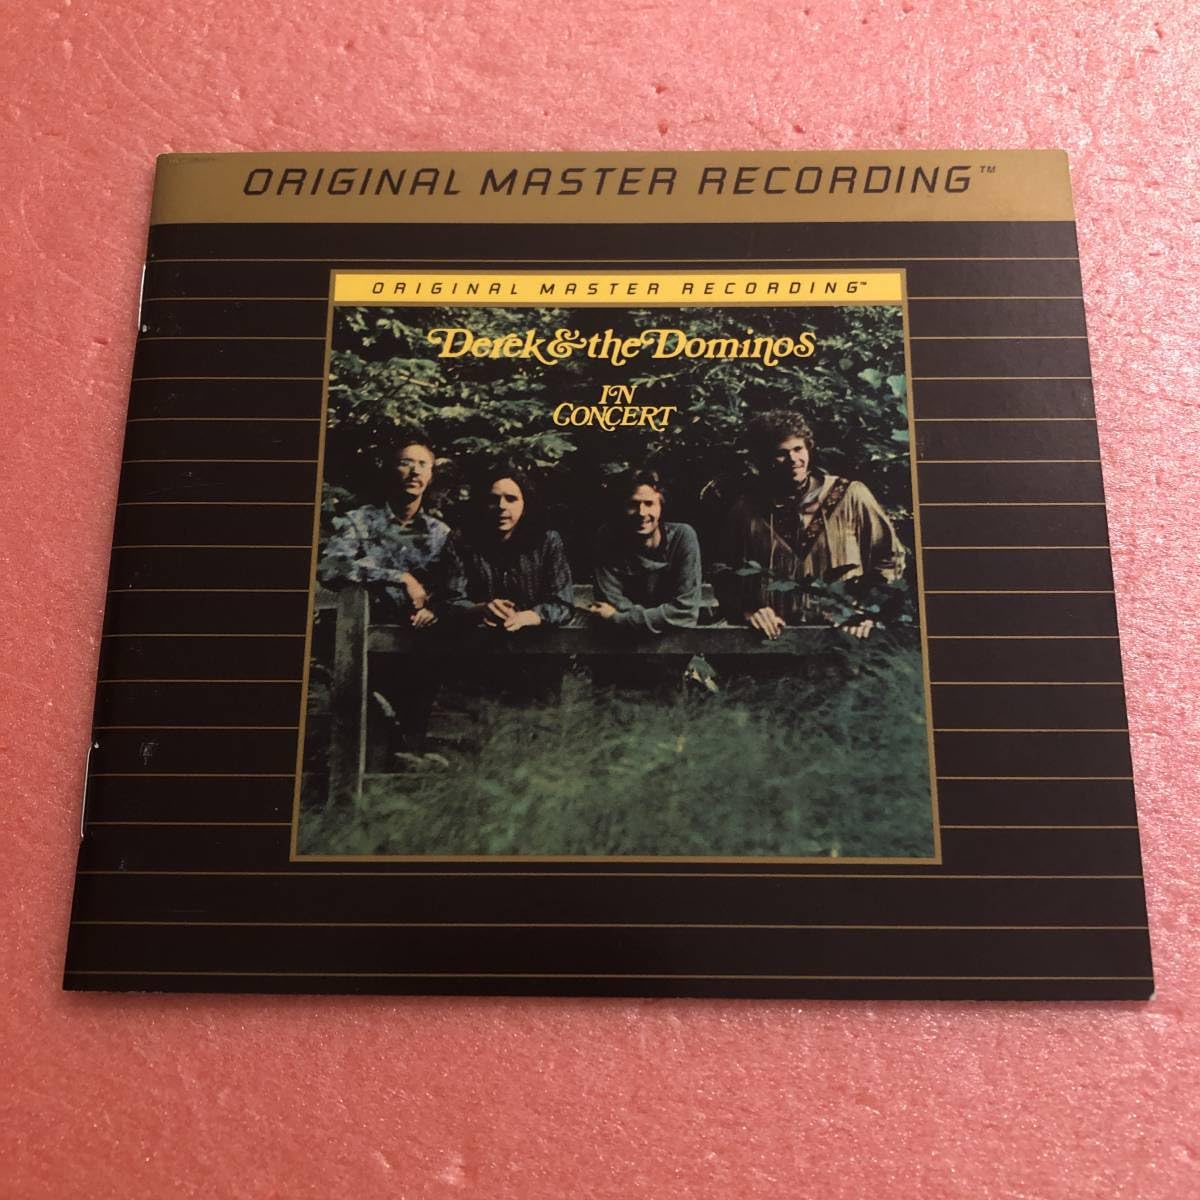 ORIGINAL MASTER RECORDING™
ORIGINAL MASTER RECORDING™
Derek & the Dominos
IN
CONCERT